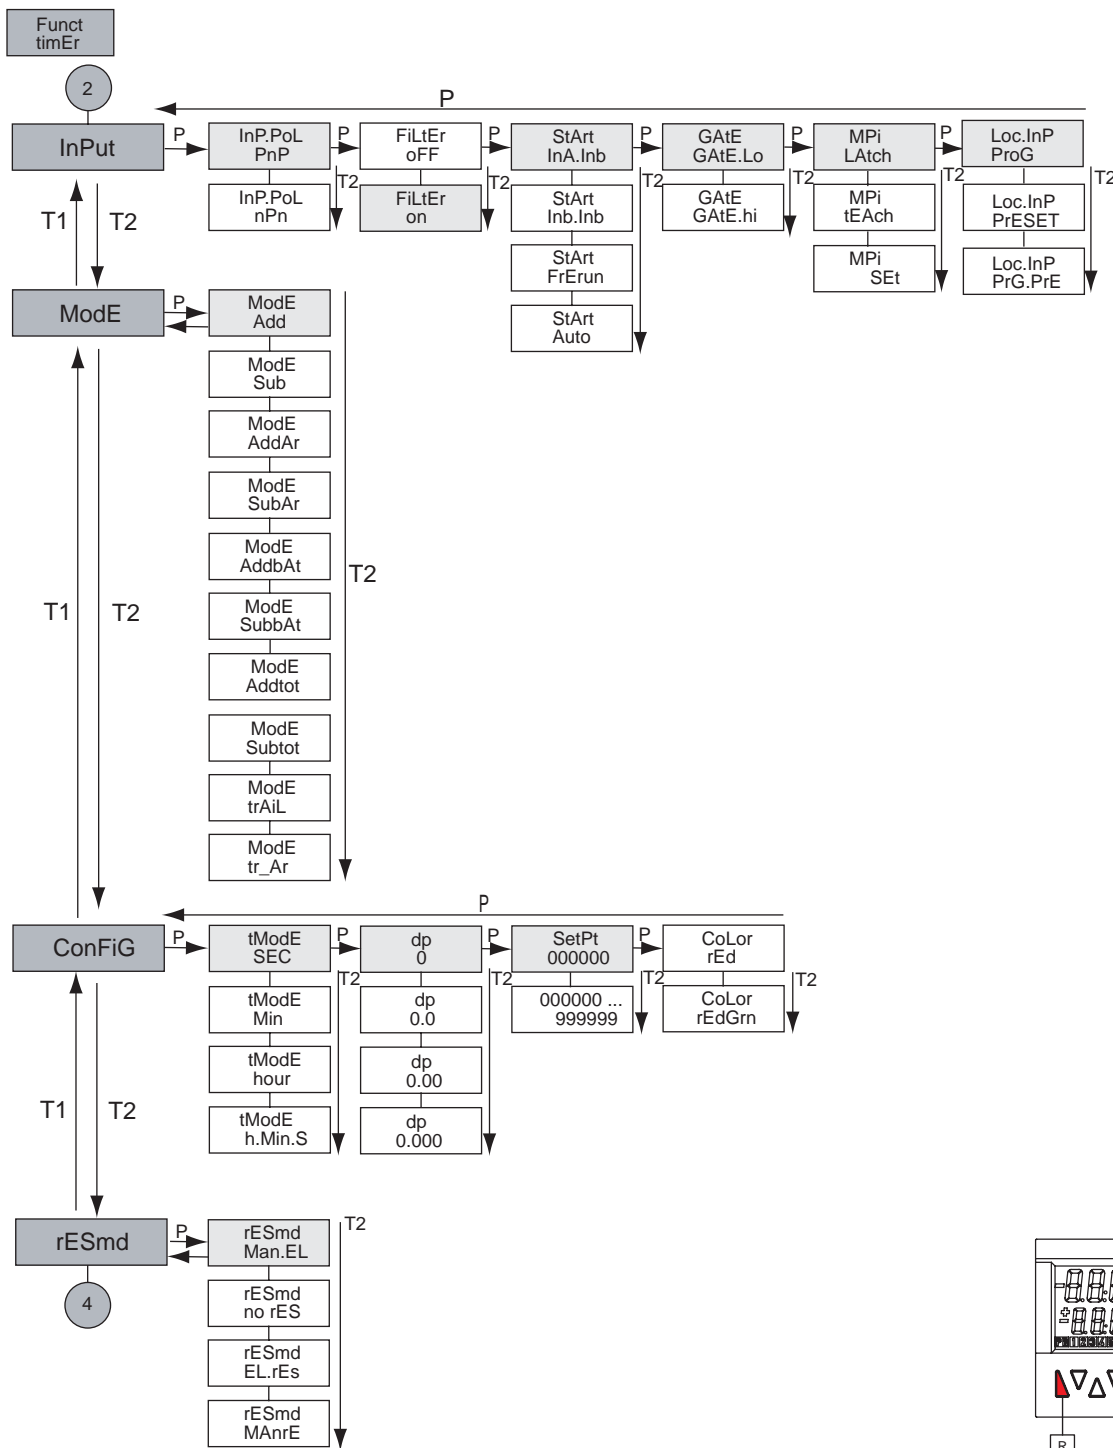 Funct
timEr
2
P
InPut
P
InP.PoL
PnP
P
FiLtEr
oFF
P
StArt
InA.Inb
P
GAtE
GAtE.Lo
P
MPi
LAtch
P
Loc.InP
ProG
T2
T2
T2
T2
T2
T2
InP.PoL
nPn
FiLtEr
on
StArt
Inb.Inb
GAtE
GAtE.hi
MPi
tEAch
Loc.InP
PrESET
T1
T2
StArt
FrErun
MPi
SEt
Loc.InP
PrG.PrE
StArt
Auto
ModE
P
ModE
Add
ModE
Sub
ModE
AddAr
ModE
SubAr
ModE
AddbAt
T2
ModE
SubbAt
T1
T2
ModE
Addtot
ModE
Subtot
ModE
trAiL
ModE
tr_Ar
P
ConFiG
P
tModE
SEC
P
dp
0
P
SetPt
000000
P
CoLor
rEd
T2
T2
T2
T2
tModE
Min
dp
0.0
000000 ...
999999
CoLor
rEdGrn
tModE
hour
dp
0.00
T1
T2
tModE
h.Min.S
dp
0.000
rESmd
P
rESmd
Man.EL
T2
4
rESmd
no rES
rESmd
EL.rEs
rESmd
MAnrE
R